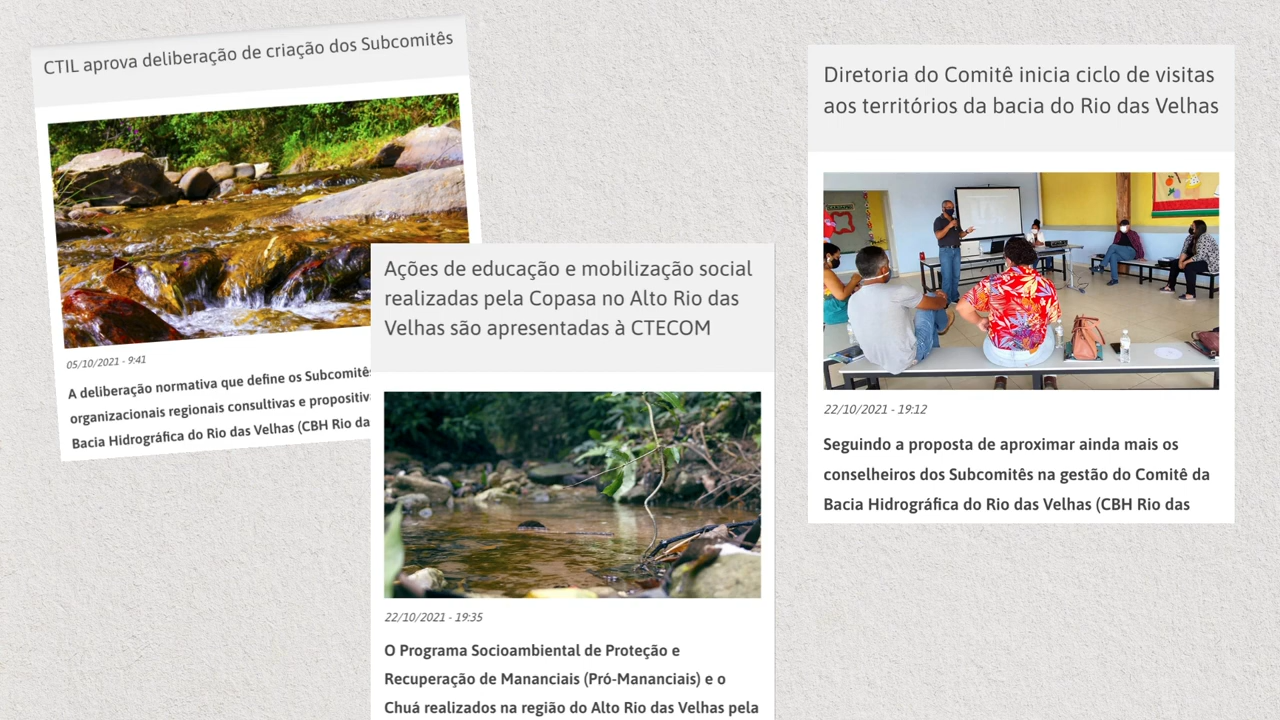 CTIL aprova deliberação de criação dos Subcomitês
05/10/2021 - 9:41
A deliberação normativa que define os Subcomitês
organizacionais regionais consultivas e
Bacia Hidrográfica do Rio das Velhas (CBH Rio
Ações de educação e mobilização social
realizadas pela Copasa no Alto Rio das
Velhas são apresentadas à CTECOM
22/10/2021 - 19:35
O Programa Socioambiental de Proteção e
Recuperação de Mananciais (Pró-Mananciais) e o
Chuá realizados na região do Alto Rio das Velhas pela
Diretoria do Comitê inicia ciclo de visitas
aos territórios da bacia do Rio das Velhas
22/10/2021 - 19:12
Seguindo a proposta de aproximar ainda mais os
conselheiros dos Subcomitês na gestão do Comitê da
Bacia Hidrográfica do Rio das Velhas (CBH Rio das